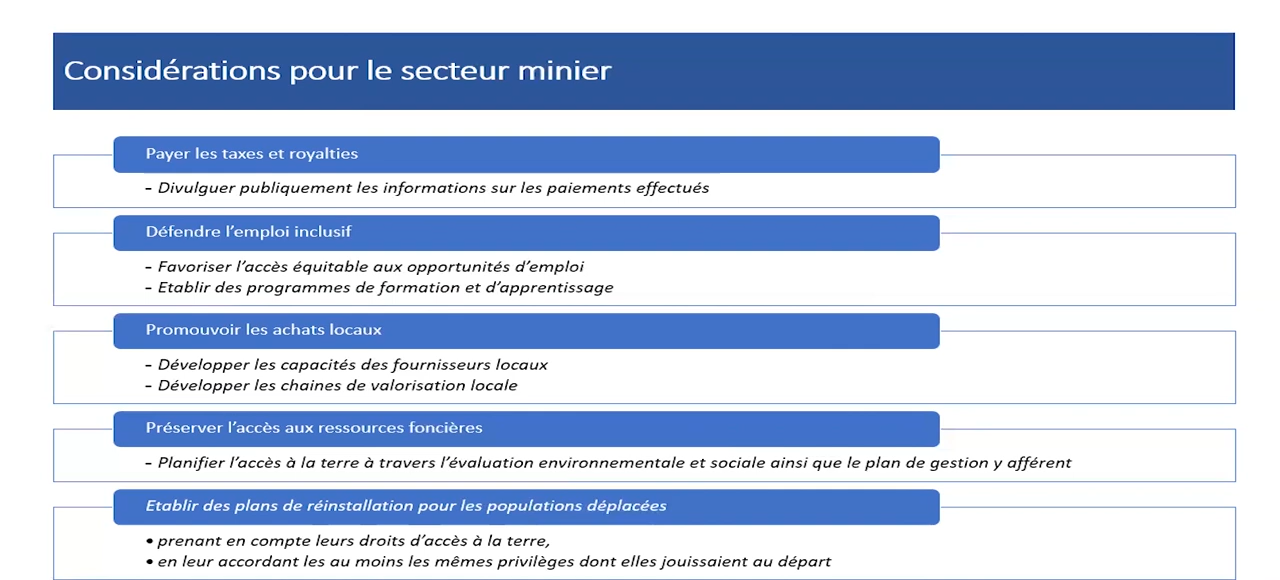 Considérations pour le secteur minier
Payer les taxes et royalties
- Divulguer publiquement les informations sur les paiements effectués
Défendre l’emploi inclusif
- Favoriser l’accès équitable aux opportunités d’emploi
- Etablir des programmes de formation et d’apprentissage
Promouvoir les achats locaux
- Développer les capacités des fournisseurs locaux
- Développer les chaines de valorisation locale
Préserver l’accès aux ressources foncières
- Planifier l’accès à la terre à travers l’évaluation environnementale et sociale ainsi que le plan de gestion y afférent
Etablir des plans de réinstallation pour les populations déplacées
• prenant en compte leurs droits d’accès à la terre,
• en leur accordant les au moins les mêmes privilèges dont elles jouissaient au départ